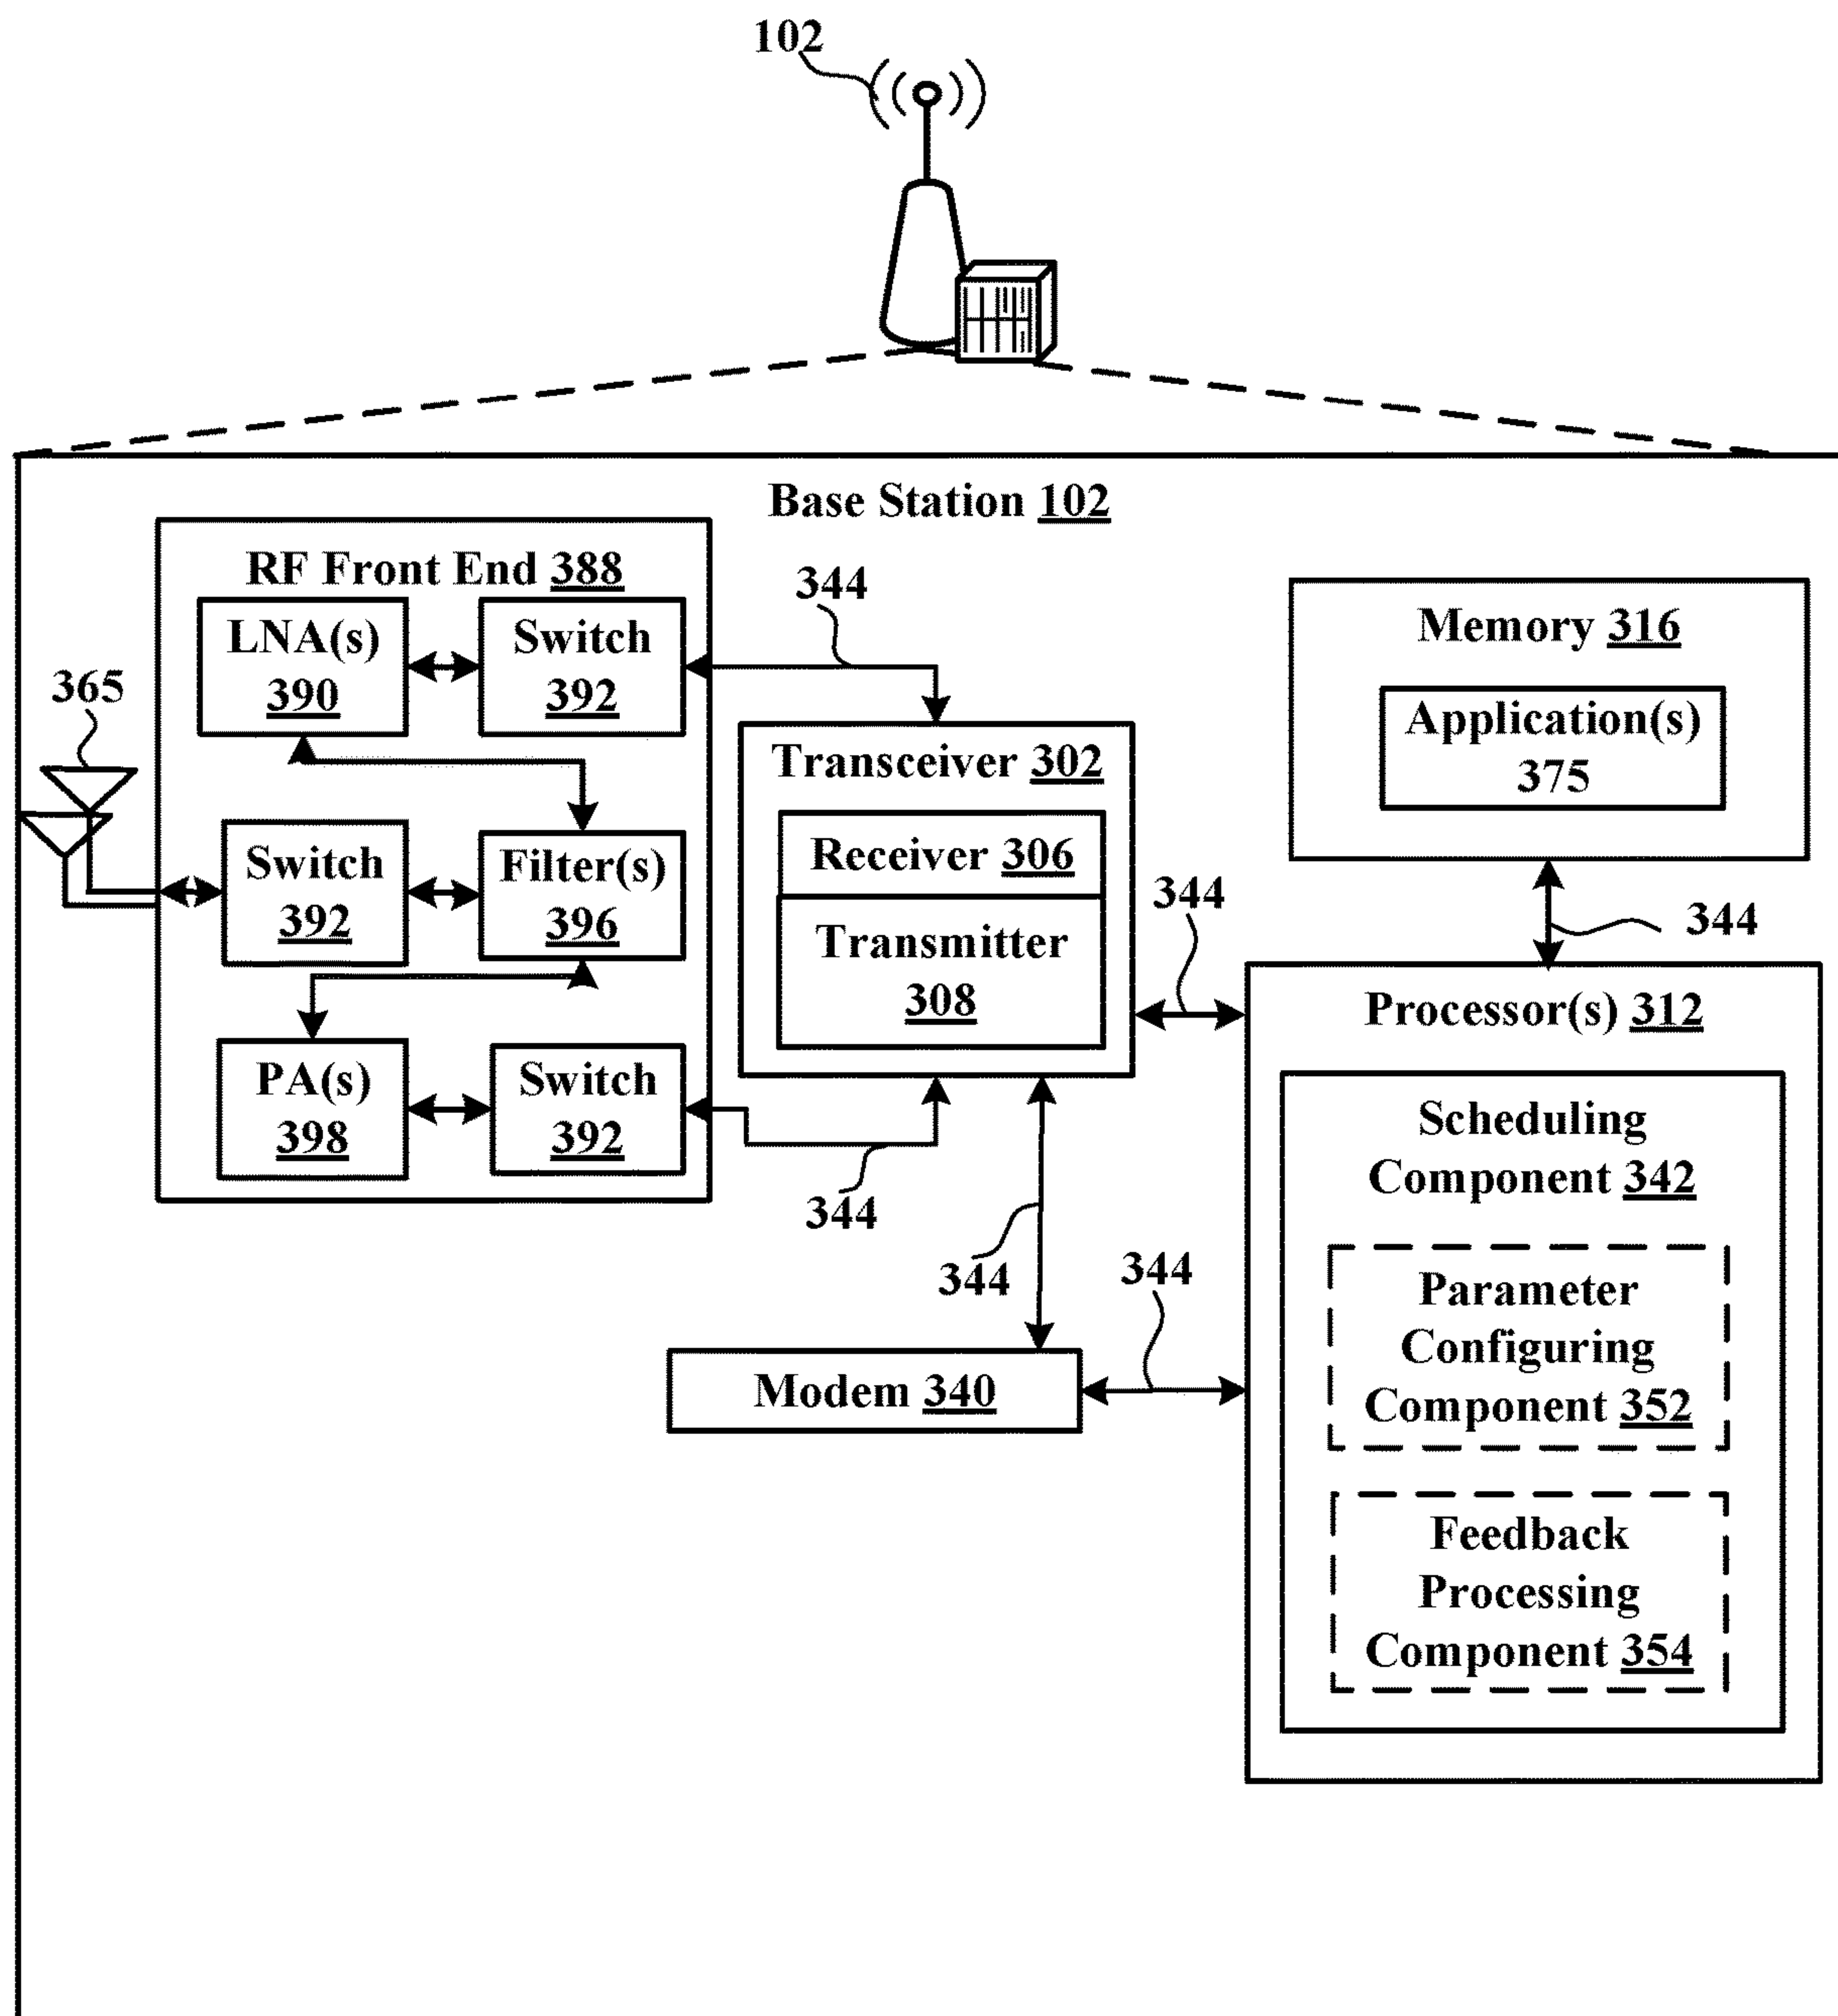 102
Base Station 102
RF Front End 388
LNA(s)
390
Switch
392
344
365
Switch
392
Filter(s)
396
PA(s)
398
Switch
392
344
Transceiver 302
Receiver 306
Transmitter
308
344
344
Modem 340
344
Memory 316
Application(s)
375
344
Processor(s) 312
Scheduling
Component 342
Parameter
Configuring
Component 352
Feedback
Processing
Component 354